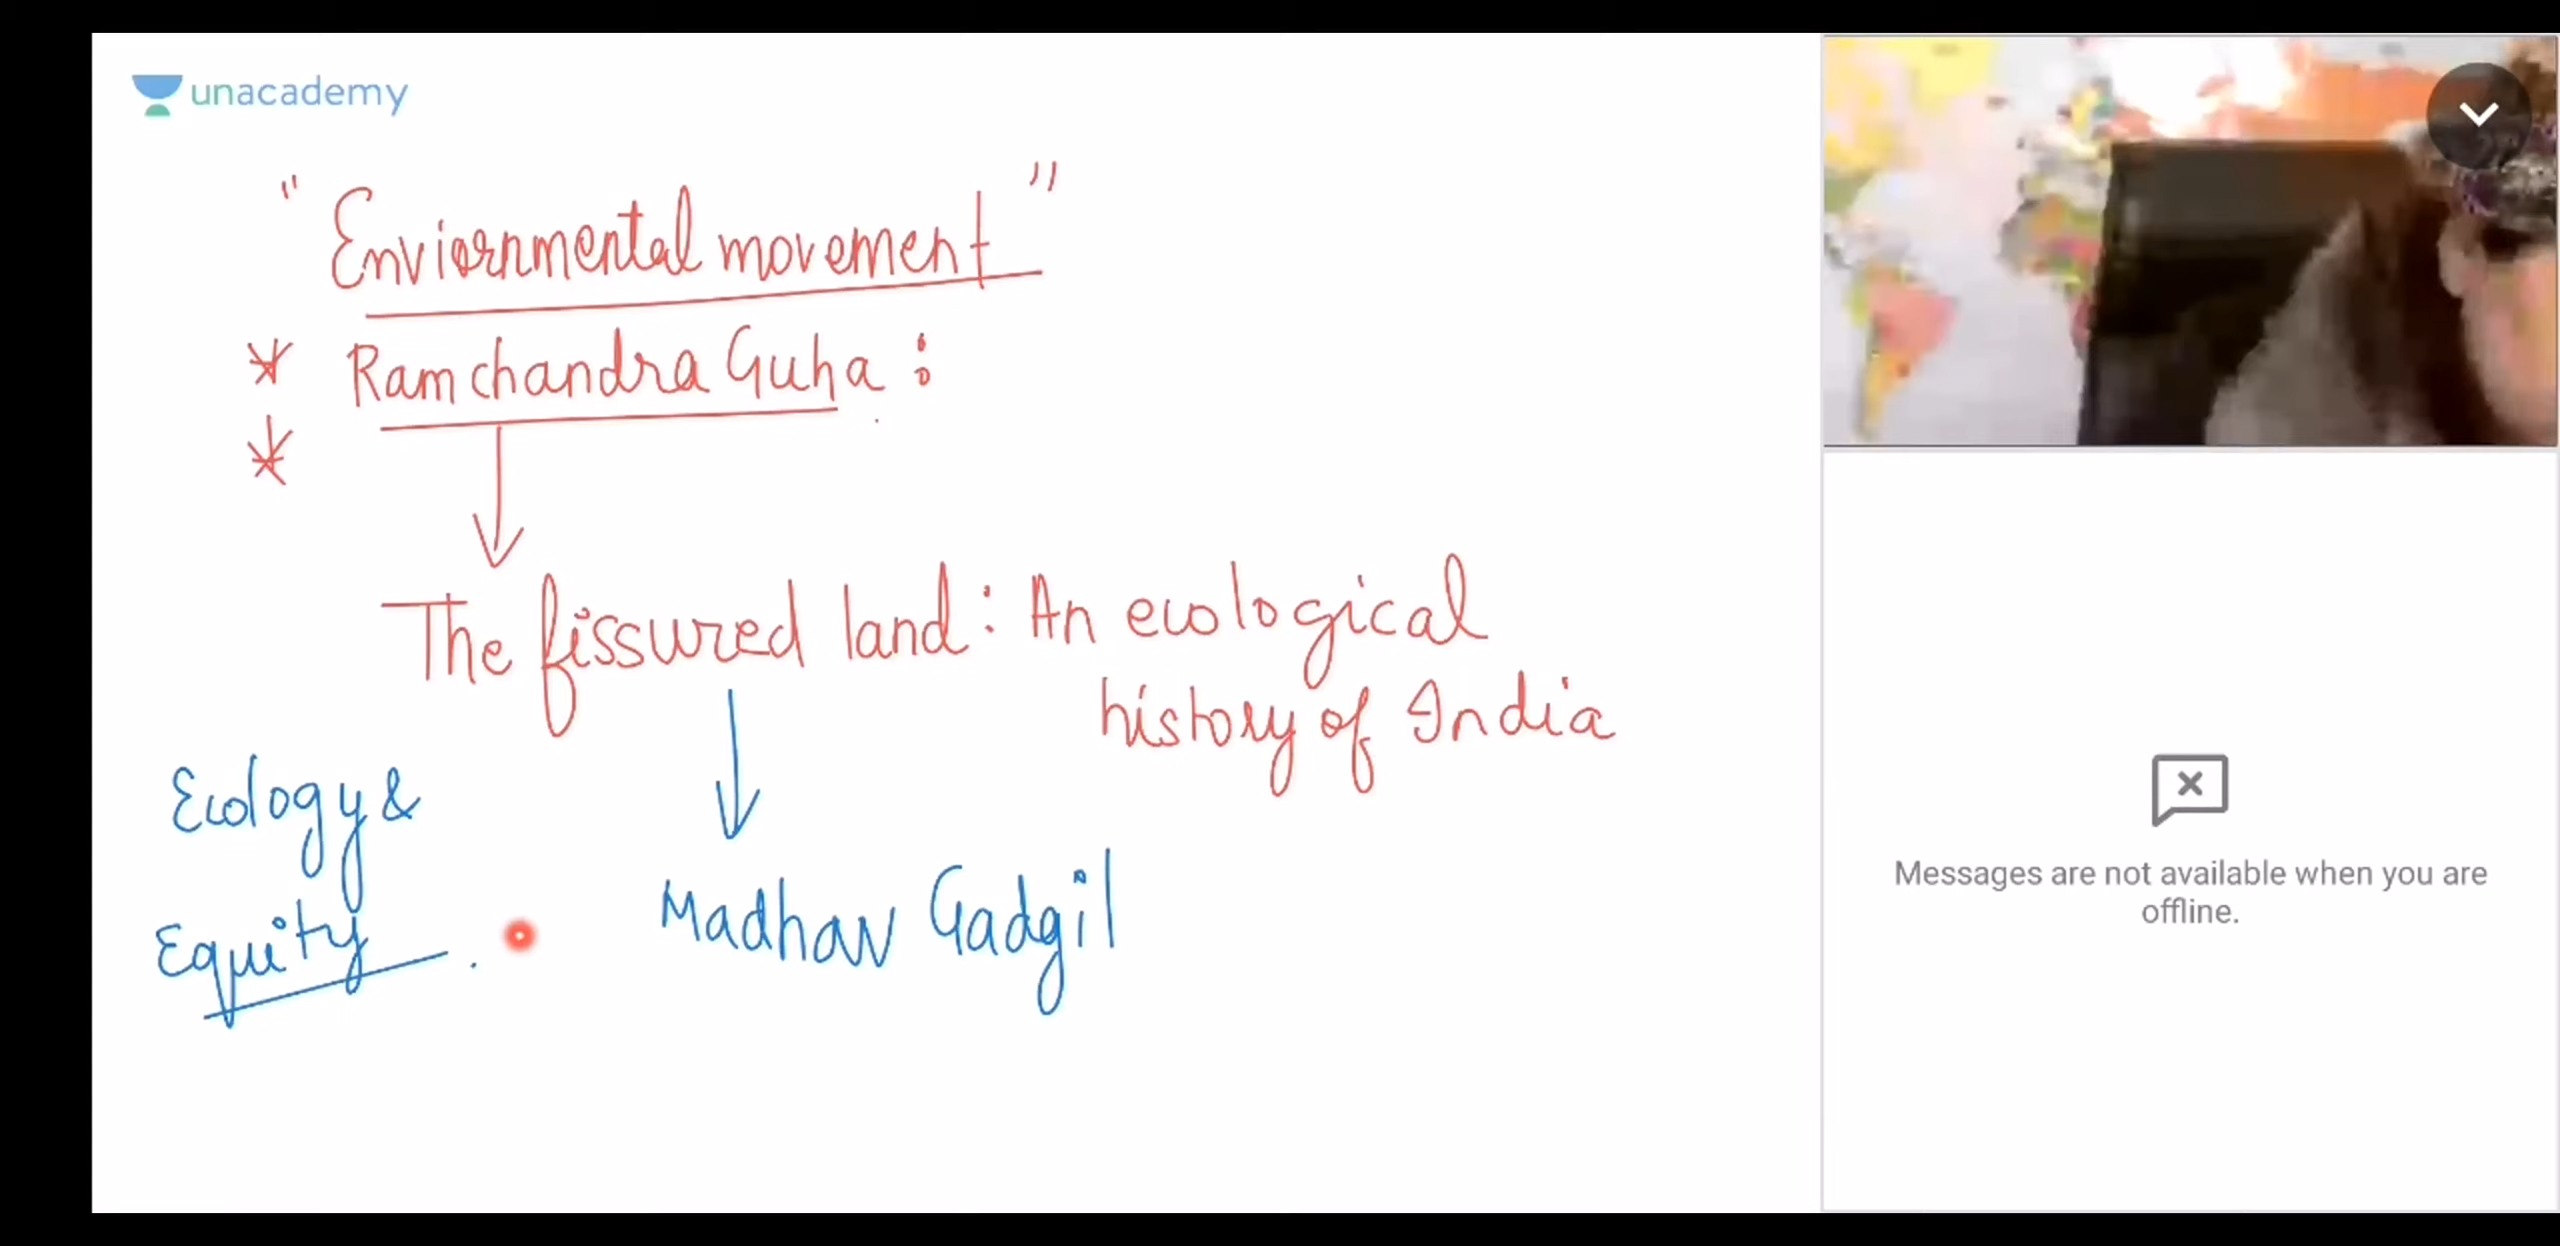 unacademy
" Enviornmental movement "
* Ramchandra Guha :
*
The fissured land : An ecological
history of India
Ecology &
Equity .
Madhav Gadgil
Messages are not available when you are
offline.